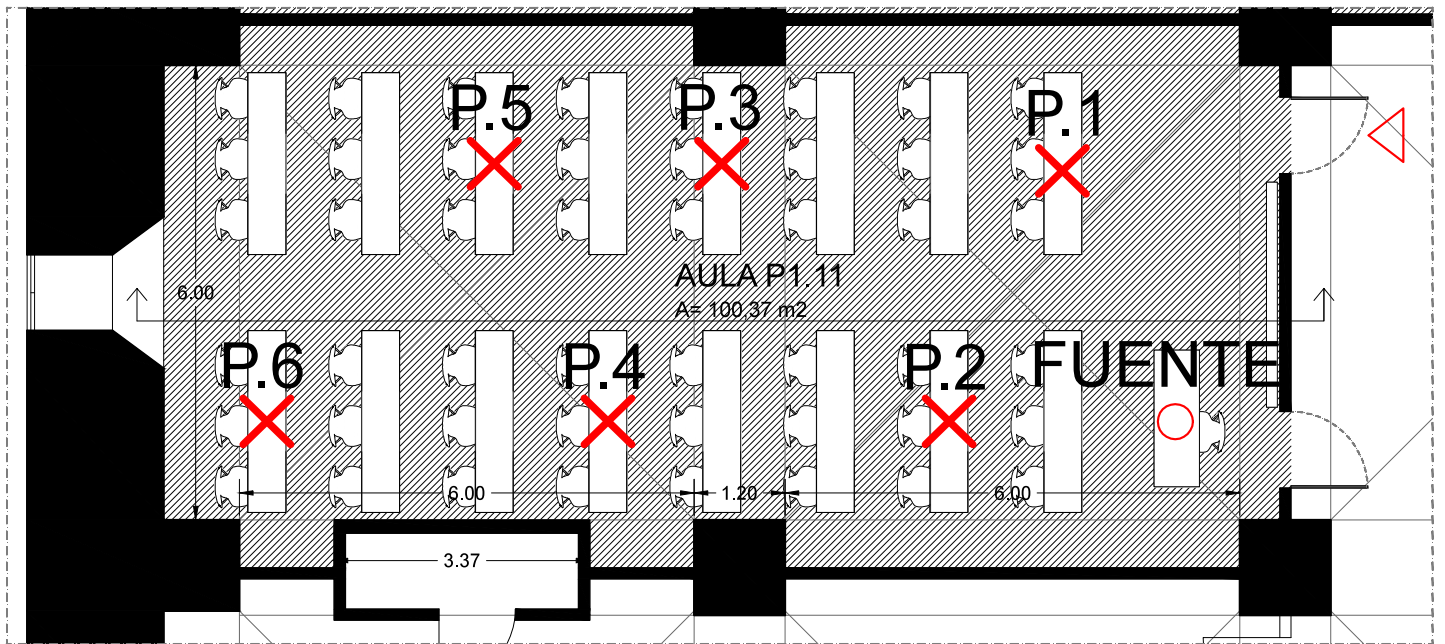 P.5
P.3
P.1
AULA P1.11
A= 100,37 m2
6.00
P.6
P.4
P.2
FUENTE
6.00
1.20
6.00
3.37